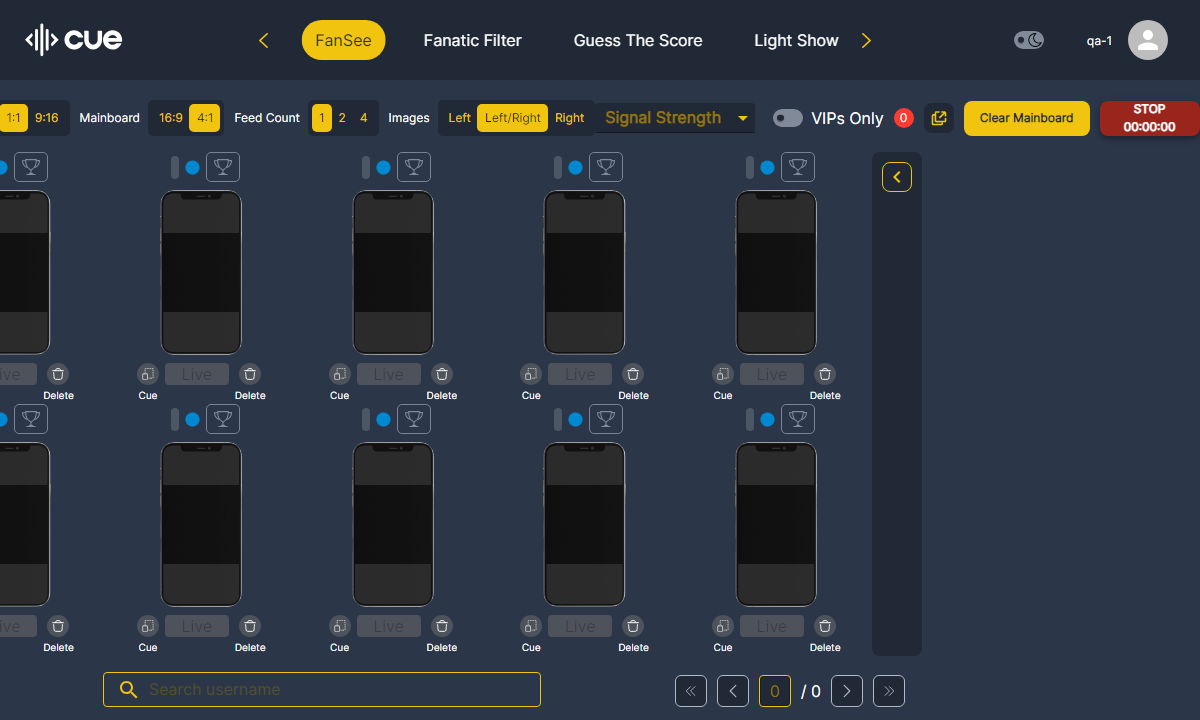 cue
FanSee
Fanatic Filter
Guess The Score
Light Show
qa-1
1:1 9:16
Mainboard
16:9 4:1
Feed Count
1 2 4
Images
Left Left/Right Right
Signal Strength
VIPs Only
0
Clear Mainboard
STOP
00:00:00
Live Live Live Live
Delete Cue Delete Cue Delete Cue Delete Cue Delete
Live Live Live Live
Delete Cue Delete Cue Delete Cue Delete Cue Delete
Search username
0 / 0